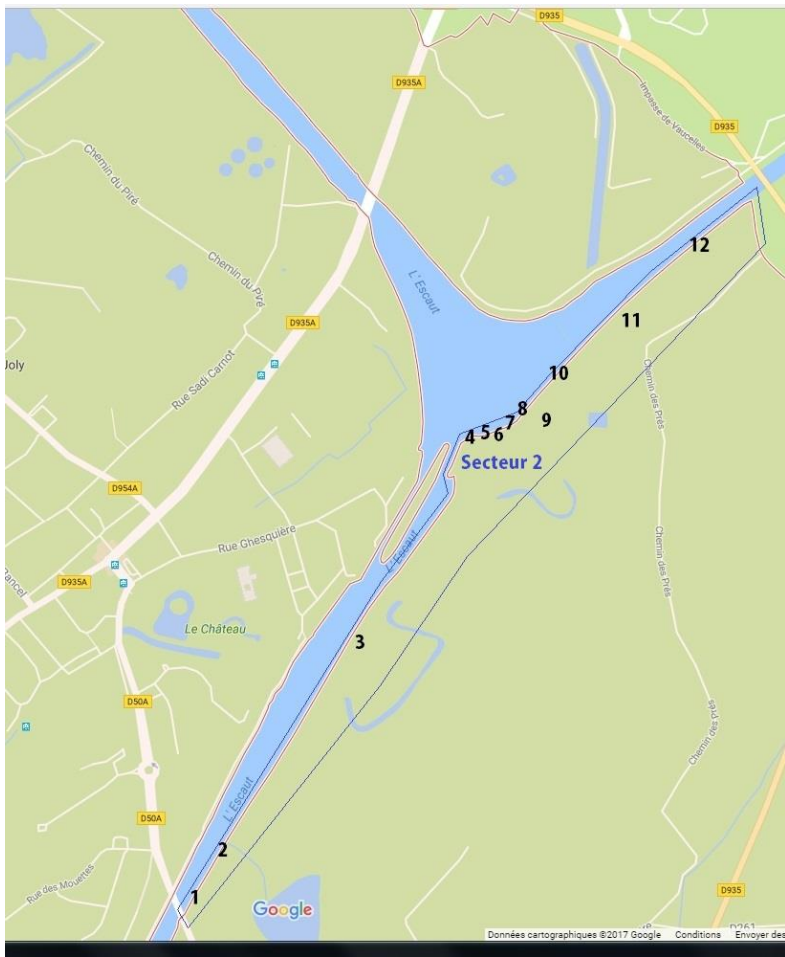 D935
D935A
Impasse de Vaucelles
D935
Chemin du Piré
12
Chemin du Piré
L' Escaut
D935A
11
Joly
Rue Sadi Carnot
10
Chemin des Prés
8
7
9
4
5
6
Secteur 2
D954A
Rue Ghesquière
L' Escaut
Chemin des Prés
D935A
Le Château
3
D50A
Chemin des Prés
L' Escaut
D50A
2
Rue des Mouettes
1
D935
Google
D261
Données cartographiques ©2017 Google Conditions Envoyer des